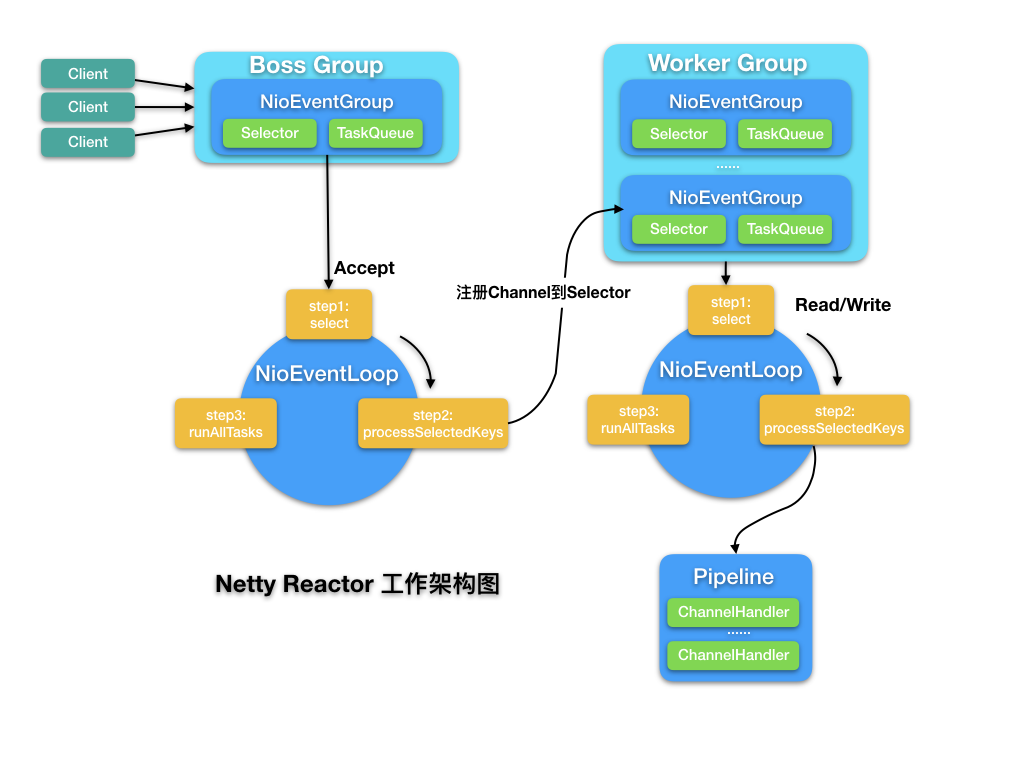 Client
Client
Client
Boss Group
NioEventGroup
Selector
TaskQueue
Accept
step1:
select
NioEventLoop
step2:
processSelectedKeys
step3:
runAllTasks
注册Channel到Selector
Worker Group
NioEventGroup
Selector
TaskQueue
......
NioEventGroup
Selector
TaskQueue
step1:
select
Read/Write
NioEventLoop
step2:
processSelectedKeys
step3:
runAllTasks
Pipeline
ChannelHandler
......
ChannelHandler
Netty Reactor 工作架构图